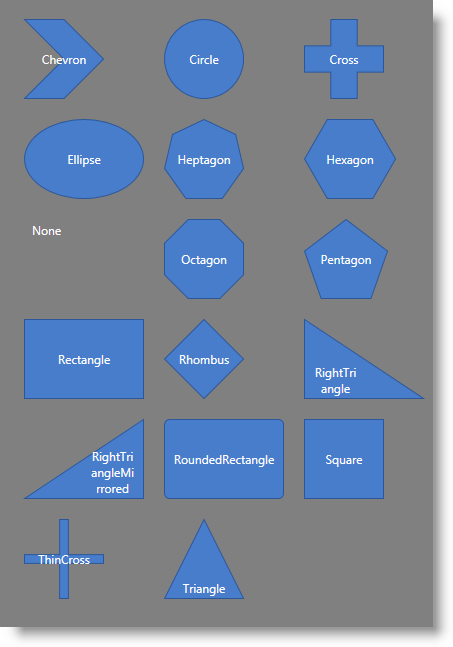 Chevron
Circle
Cross
Ellipse
Heptagon
Hexagon
None
Octagon
Pentagon
Rectangle
Rhombus
RightTri
angle
RightTri
angleMi
rrored
RoundedRectangle
Square
ThinCross
Triangle